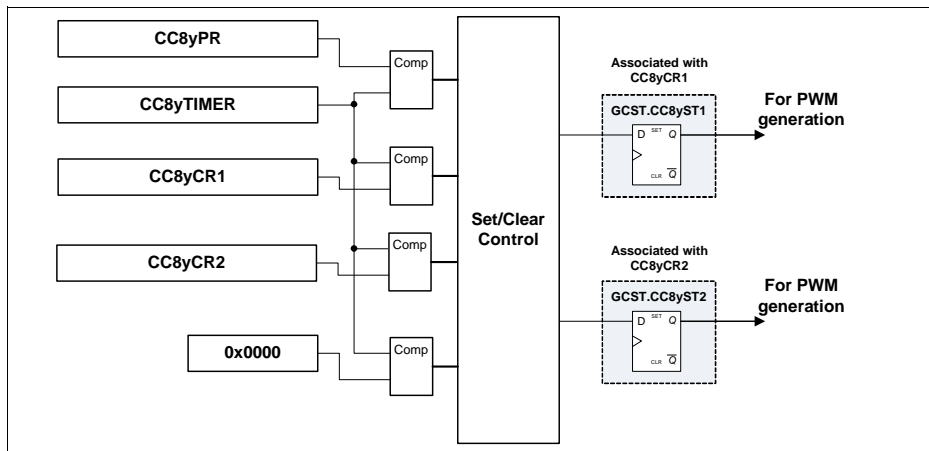 CC8yPR
CC8yTIMER
CC8yCR1
CC8yCR2
0x0000
Comp
Comp
Comp
Comp
Set/Clear
Control
Associated with
CC8yCR1
GCST.CC8yST1
D
SET
Q
CLR
Q
For PWM
generation
Associated with
CC8yCR2
GCST.CC8yST2
D
SET
Q
CLR
Q
For PWM
generation